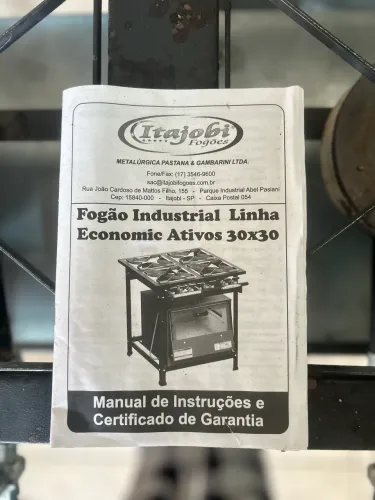 Itajobi
Fogões
METALÚRGICA PASTANA & GAMBARINI LTDA.
Fone/Fax: (17) 3546-9600
sac@itajobifogoes.com.br
Rua João Cardoso de Mattos Filho, 155 - Parque Industrial Abel Pasiani
Cep: 15840-000 - Itajobi - SP - Caixa Postal 054
Fogão Industrial Linha
Economic Ativos 30x30
Manual de Instruções e
Certificado de Garantia